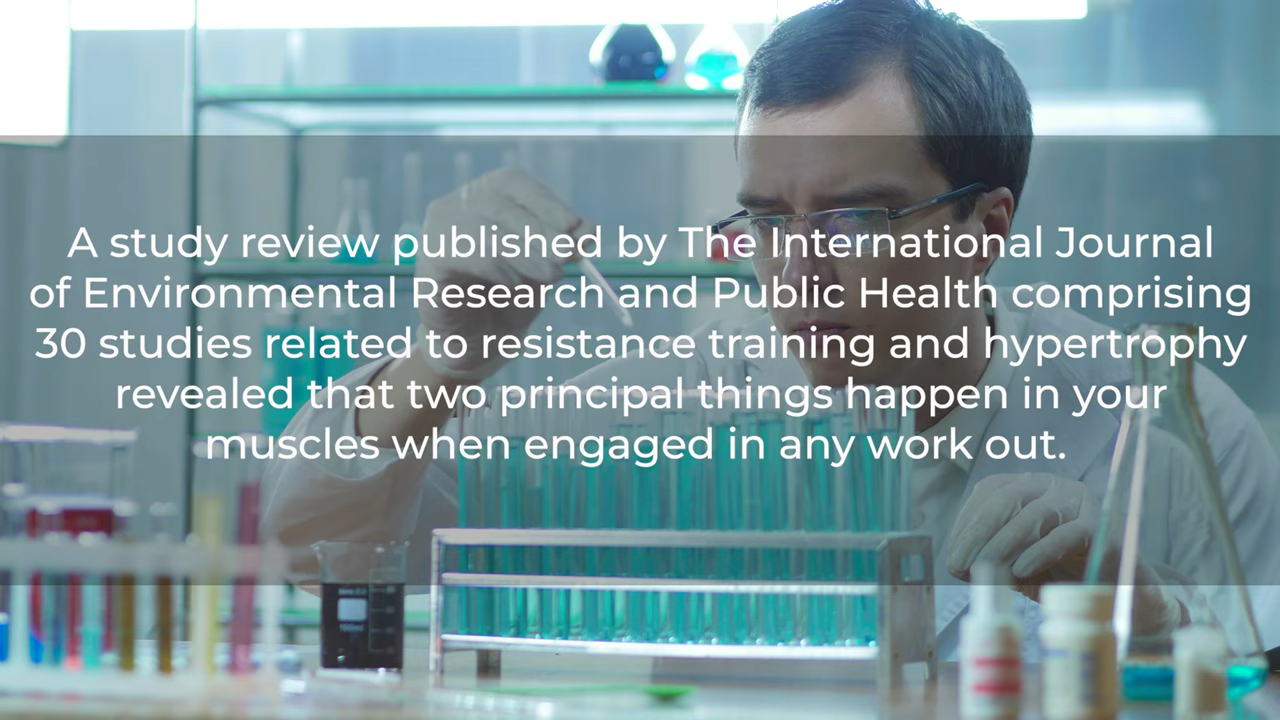 A study review published by The International Journal
of Environmental Research and Public Health comprising
30 studies related to resistance training and hypertrophy
revealed that two principal things happen in your
muscles when engaged in any work out.